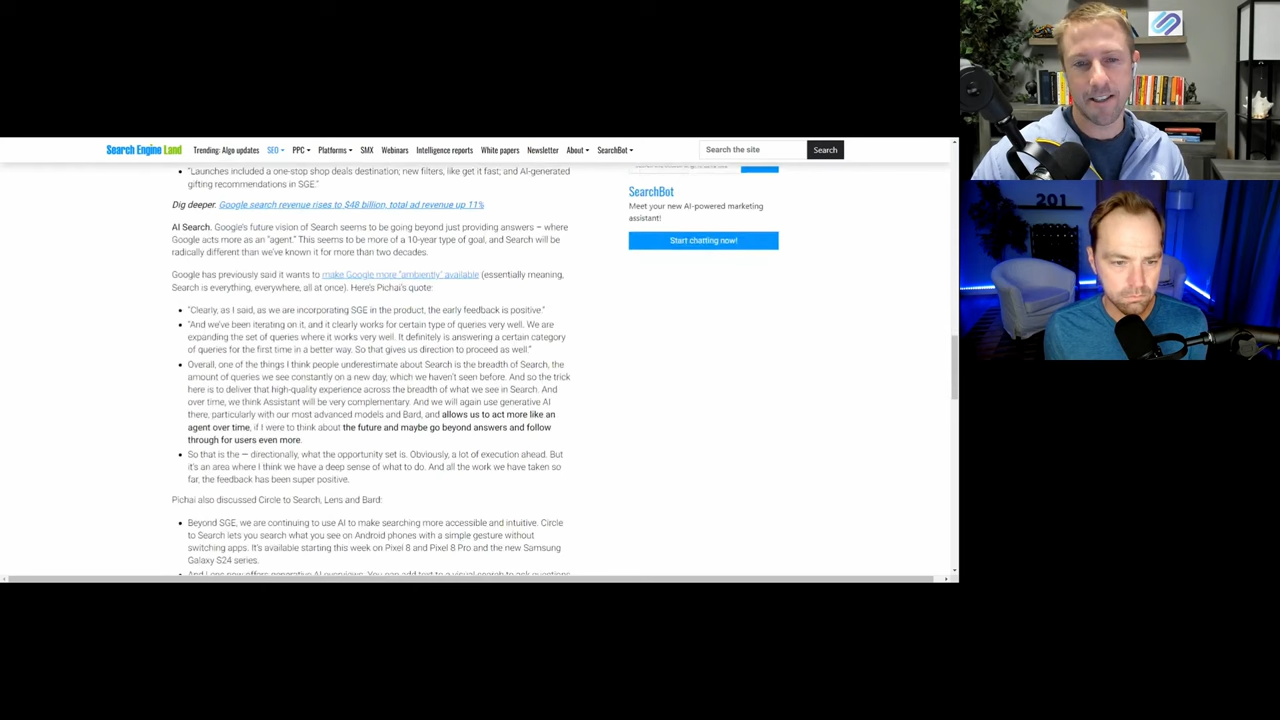 Search Engine Land Trending: Algo updates SEO PPC Platforms SMX Webinars Intelligence reports White papers Newsletter About SearchBot Search the site Search
"Launches included a one-stop shop deals destination; new filters, like get it fast; and AI-generated
gifting recommendations in SGE."
Dig deeper. Google search revenue rises to $48 billion, total ad revenue up 11%
AI Search. Google's future vision of Search seems to be going beyond just providing answers – where
Google acts more as an "agent." This seems to be more of a 10-year type of goal, and Search will be
radically different than we've known it for more than two decades.
Google has previously said it wants to make Google more "ambiently" available (essentially meaning,
Search is everything, everywhere, all at once). Here's Pichai's quote:
• "Clearly, as I said, as we are incorporating SGE in the product, the early feedback is positive."
• "And we've been iterating on it, and it clearly works for certain type of queries very well. We are
expanding the set of queries where it works very well. It definitely is answering a certain category
of queries for the first time in a better way. So that gives us direction to proceed as well."
• Overall, one of the things I think people underestimate about Search is the breadth of Search, the
amount of queries we see constantly on a new day, which we haven't seen before. And so the trick
here is to deliver that high-quality experience across the breadth of what we see in Search. And
over time, we think Assistant will be very complementary. And we will again use generative AI
there, particularly with our most advanced models and Bard, and allows us to act more like an
agent over time, if I were to think about the future and maybe go beyond answers and follow
through for users even more.
• So that is the — directionally, what the opportunity set is. Obviously, a lot of execution ahead. But
it's an area where I think we have a deep sense of what to do. And all the work we have taken so
far, the feedback has been super positive.
Pichai also discussed Circle to Search, Lens and Bard:
• Beyond SGE, we are continuing to use AI to make searching more accessible and intuitive. Circle
to Search lets you search what you see on Android phones with a simple gesture without
switching apps. It's available starting this week on Pixel 8 and Pixel 8 Pro and the new Samsung
Galaxy S24 series.
• And Lens now offers generative AI overviews. You can add text to a visual search to ask questions
SearchBot
Meet your new AI-powered marketing
assistant!
Start chatting now!
201